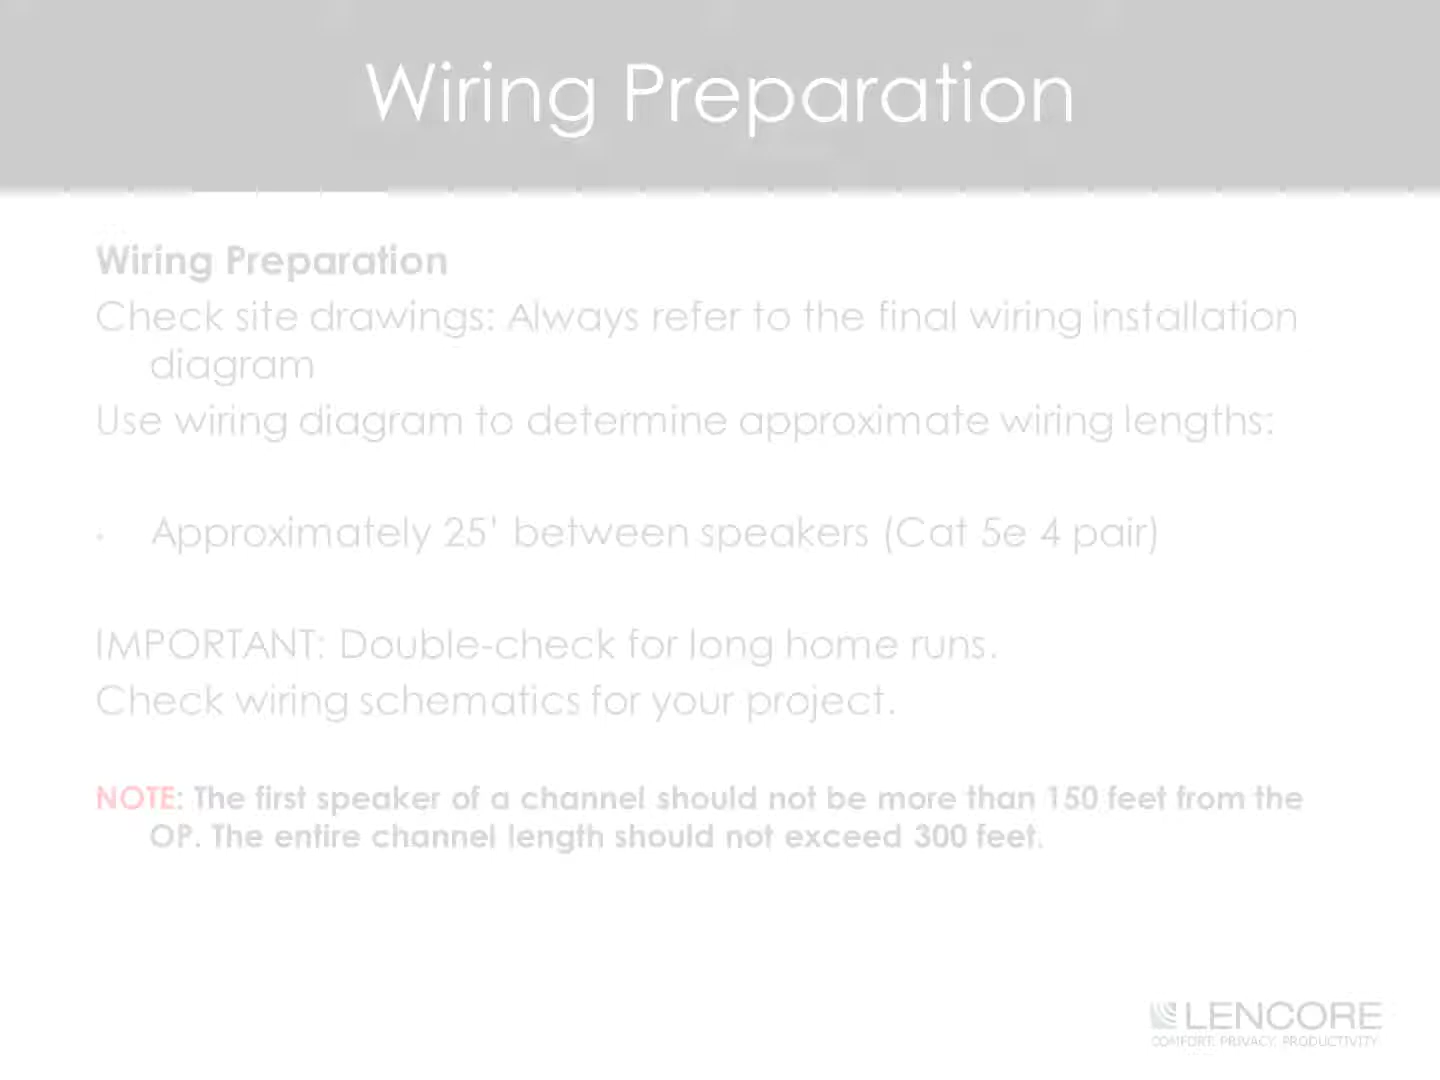 Wiring Preparation
Wiring Preparation
Check site drawings: Always refer to the final wiring installation
diagram
Use wiring diagram to determine approximate wiring lengths:
• Approximately 25' between speakers (Cat 5e 4 pair)
IMPORTANT: Double-check for long home runs.
Check wiring schematics for your project.
NOTE: The first speaker of a channel should not be more than 150 feet from the
OP. The entire channel length should not exceed 300 feet.
LENCORE
COMFORT. PRIVACY. PRODUCTIVITY.